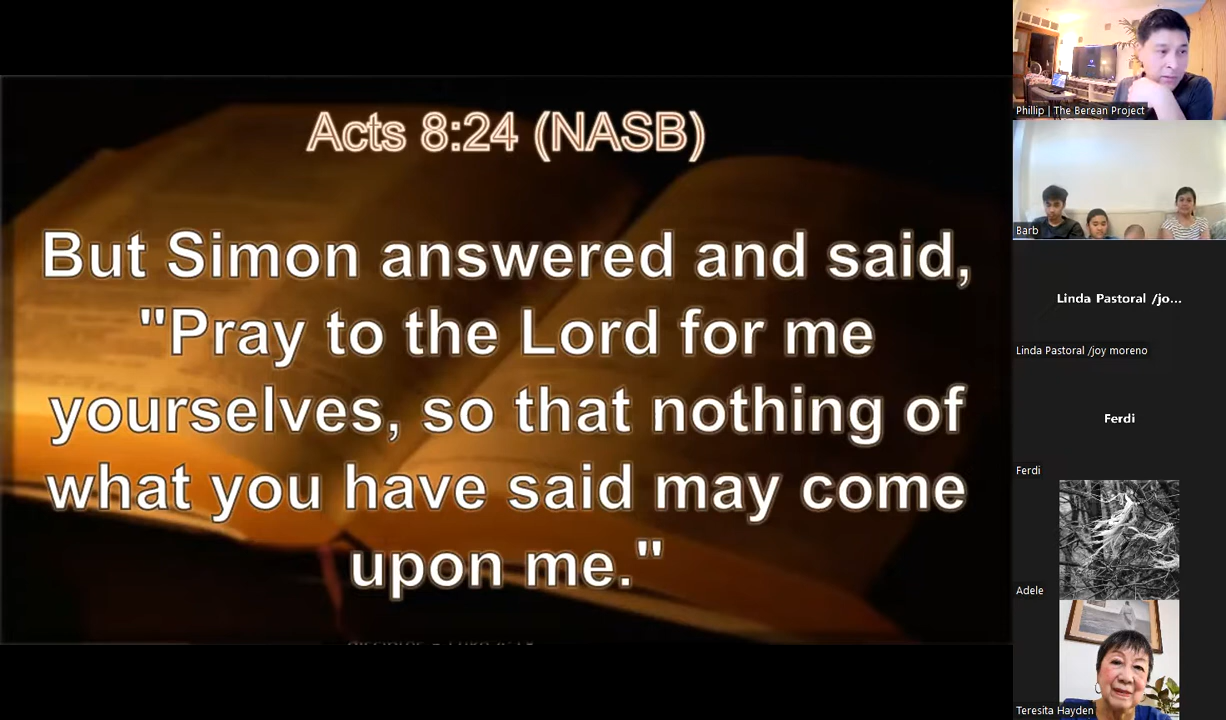 Acts 8:24 (NASB)
But Simon answered and said,
"Pray to the Lord for me
yourselves, so that nothing of
what you have said may come
upon me."
Phillip | The Berean Project
Barb
Linda Pastoral /jo...
Linda Pastoral /joy moreno
Ferdi
Ferdi
Adele
Teresita Hayden